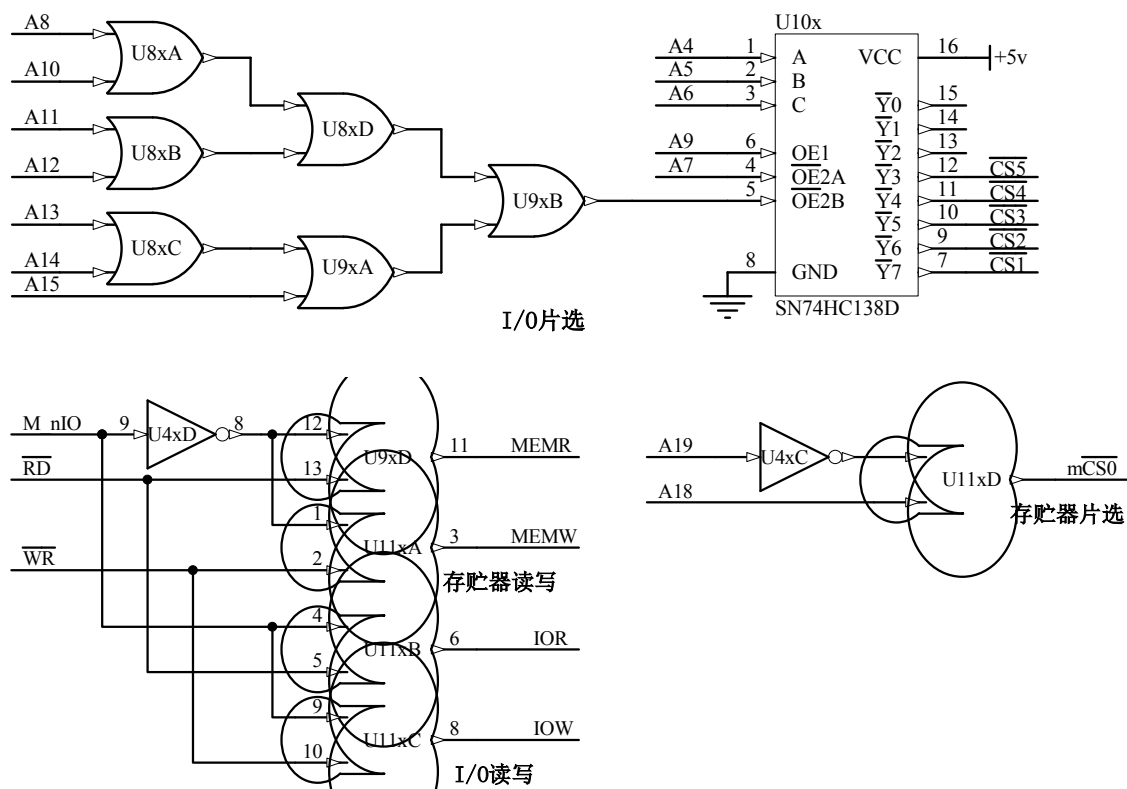 A8
A10
U8xA
A11
A12
U8xB
U8xD
A13
A14
A15
U8xC
U9xA
U9xB
U10x
A4 1 A VCC 16 +5v
A5 2 B
A6 3 C Y0 15
Y1 14
A9 6 OE1 Y2 13
A7 4 OE2A Y3 12 CS5
5 OE2B Y4 11 CS4
Y5 10 CS3
Y6 9 CS2
8 GND Y7 7 CS1
SN74HC138D
I/O片选
M_nIO 9 U4xD 8 12
U9xD 11 MEMR
RD 13
1
U11xA 3 MEMW
WR 2
存贮器读写
4
U11xB 6 IOR
5
9
U11xC 8 IOW
10
I/O读写
A19 U4xC
A18 U11xD mCS0
存贮器片选